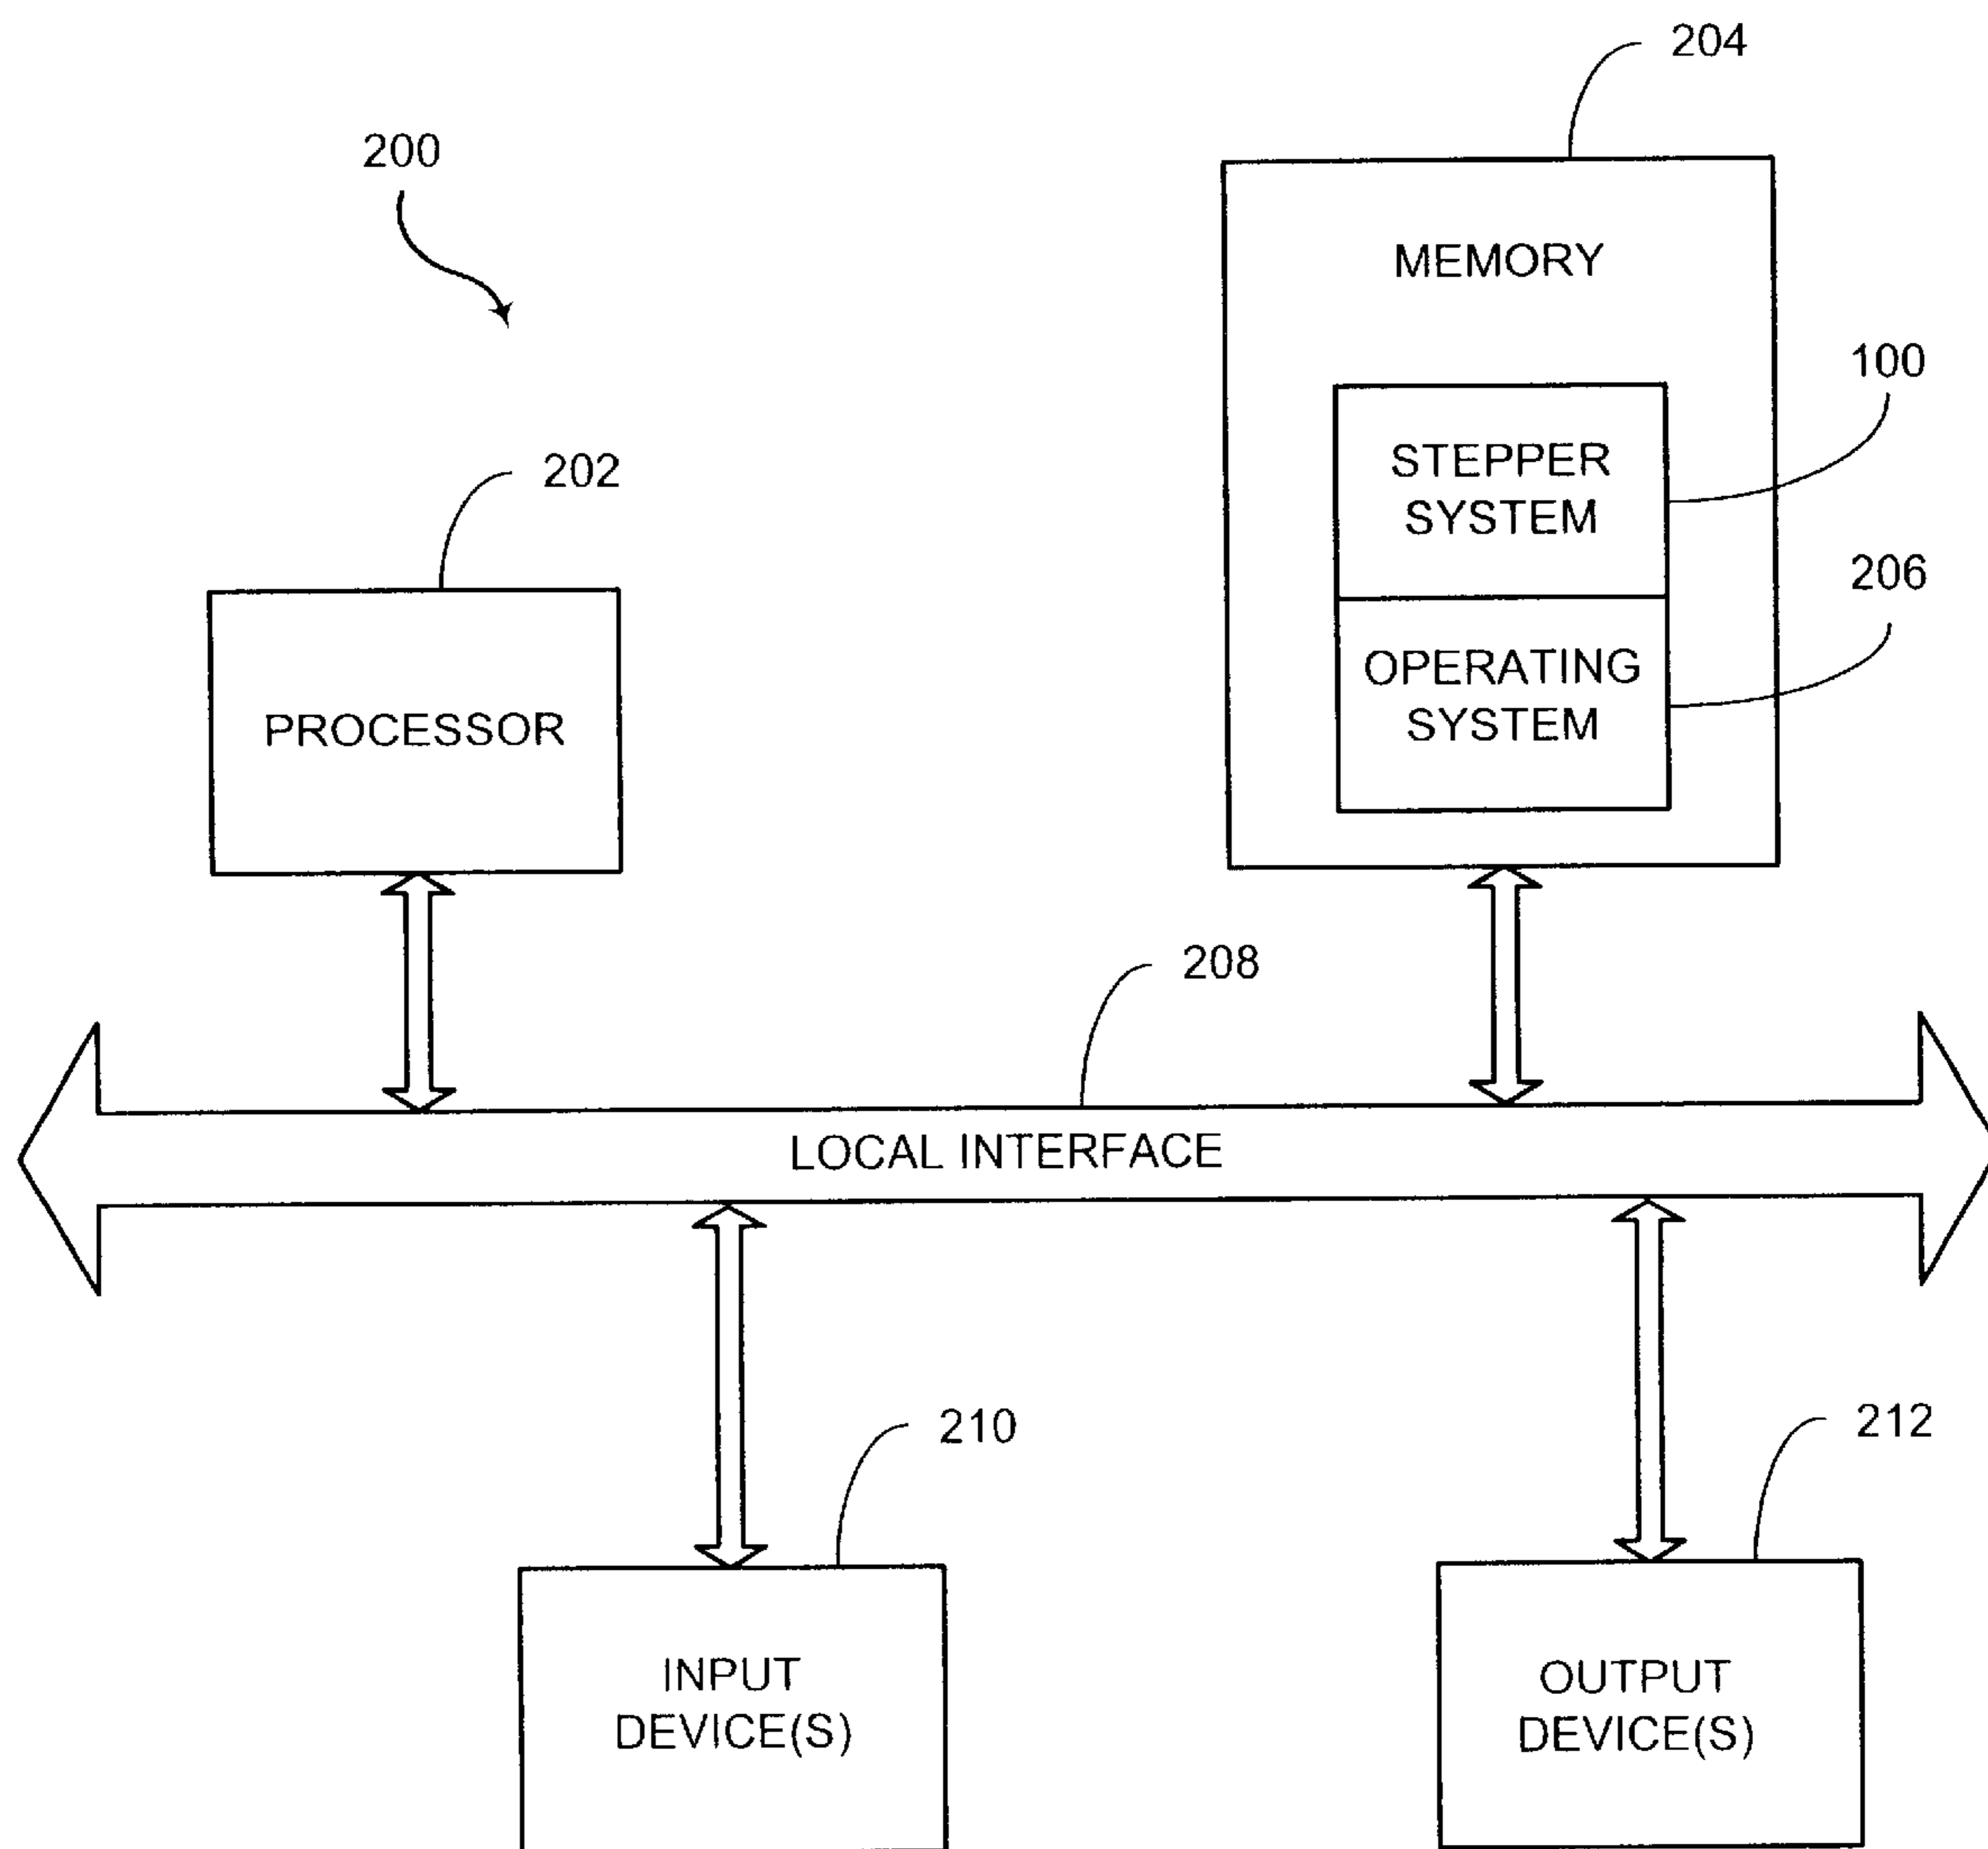 204
200
MEMORY
100
STEPPER
SYSTEM
202
206
OPERATING
SYSTEM
PROCESSOR
208
LOCAL INTERFACE
210
212
INPUT
DEVICE(S)
OUTPUT
DEVICE(S)